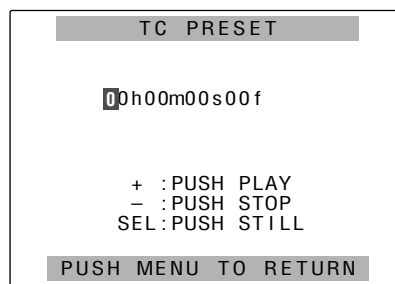 TC PRESET
00h00m00s00f
+ :PUSH PLAY
– :PUSH STOP
SEL:PUSH STILL
PUSH MENU TO RETURN